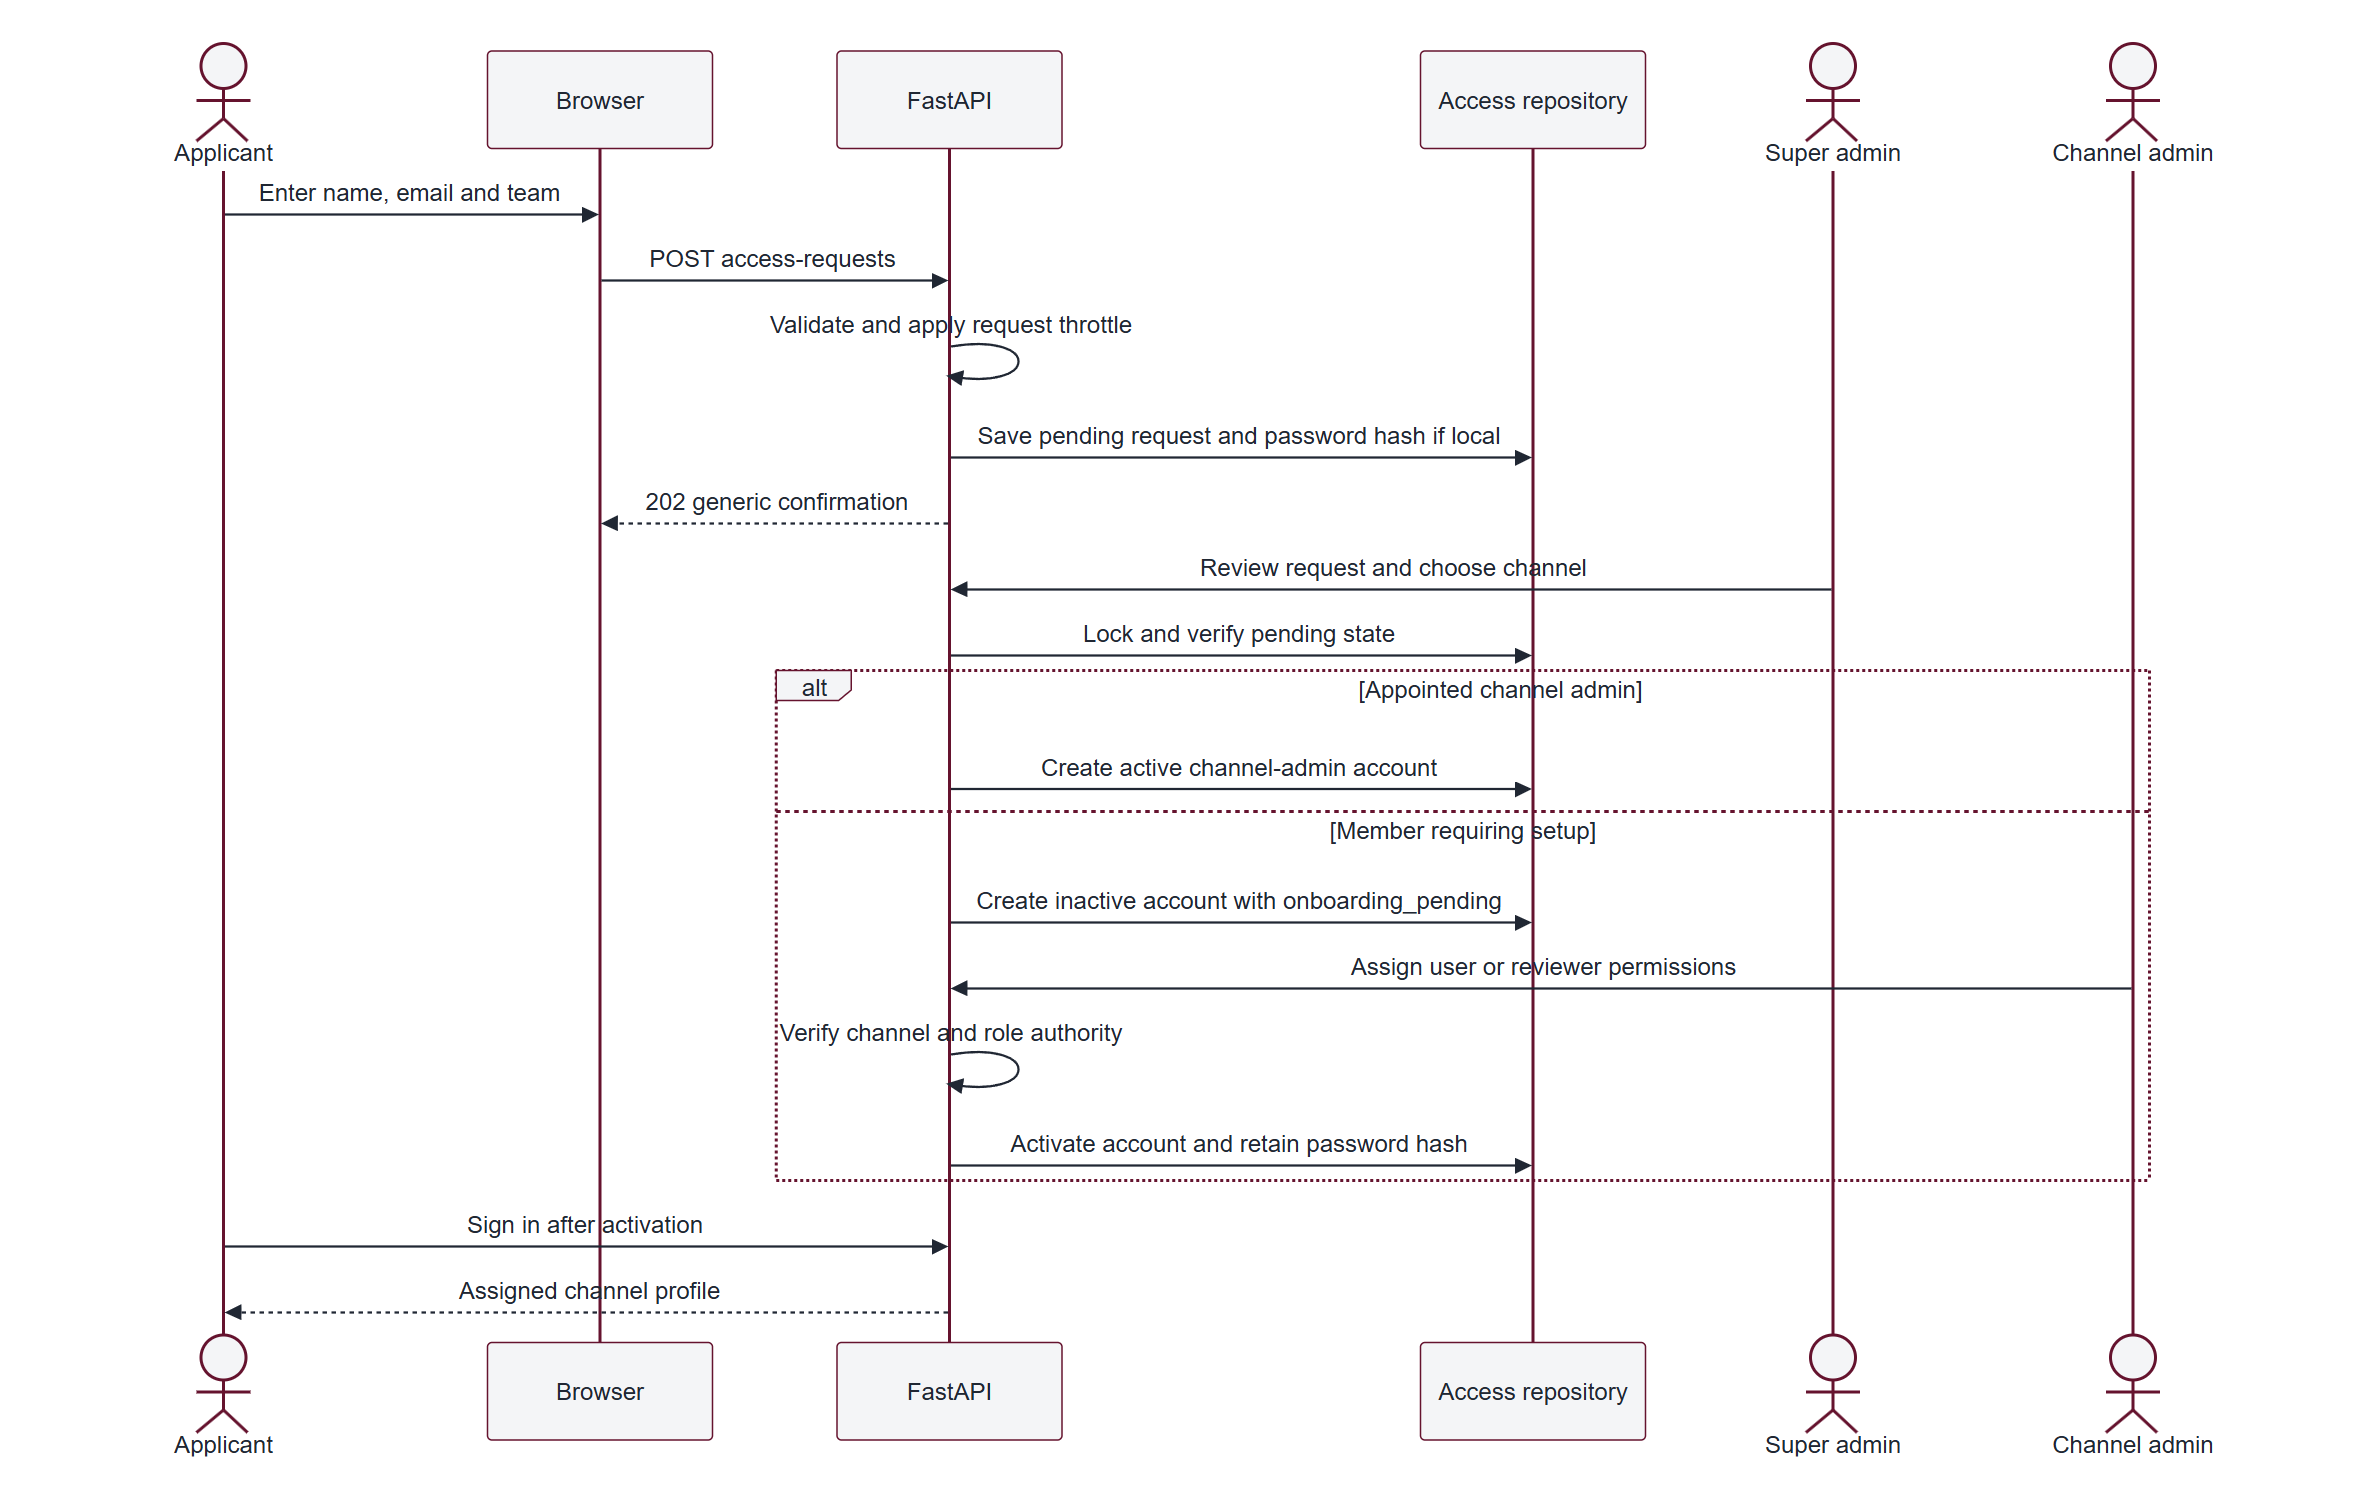 Applicant
Browser
FastAPI
Access repository
Super admin
Channel admin
Enter name, email and team
POST access-requests
Validate and apply request throttle
Save pending request and password hash if local
202 generic confirmation
Review request and choose channel
Lock and verify pending state
alt
[Appointed channel admin]
Create active channel-admin account
[Member requiring setup]
Create inactive account with onboarding_pending
Assign user or reviewer permissions
Verify channel and role authority
Activate account and retain password hash
Sign in after activation
Assigned channel profile
Applicant
Browser
FastAPI
Access repository
Super admin
Channel admin